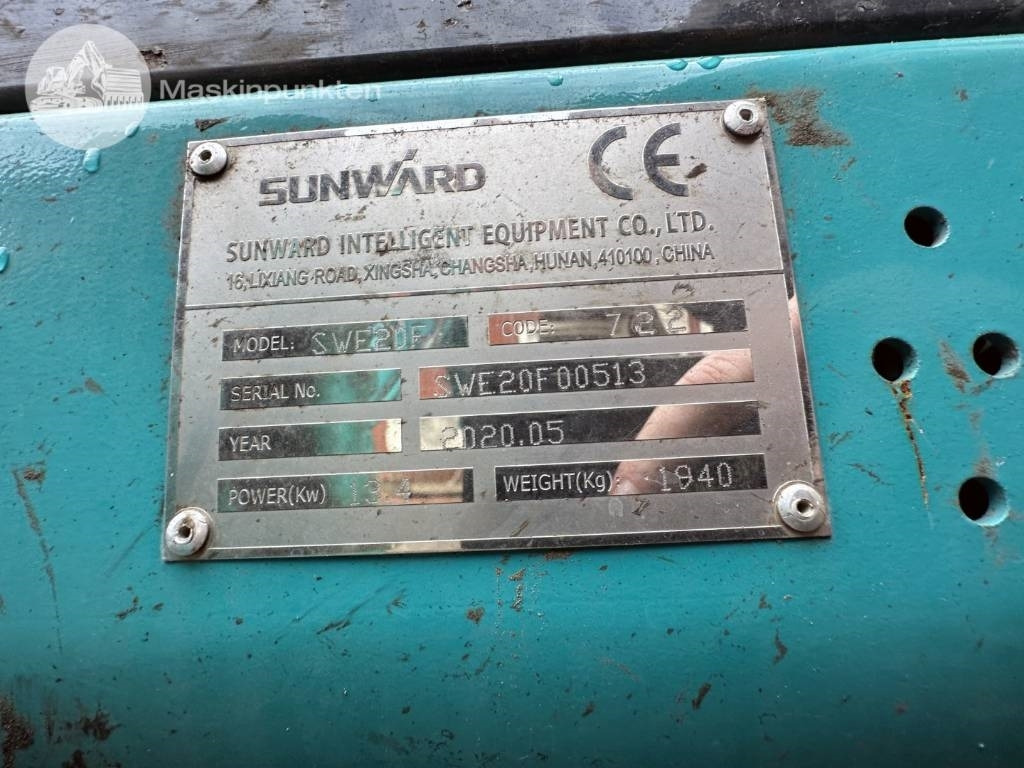 Maskinpunkten
SUNWARD CE
SUNWARD INTELLIGENT EQUIPMENT CO., LTD.
16, LIXIANG ROAD, XINGSHA, CHANGSHA, HUNAN, 410100, CHINA
MODEL: SWE20F CODE: 722
SERIAL No. SWE20F00513
YEAR 2020.05
POWER(Kw) 13.4 WEIGHT(Kg): 1940